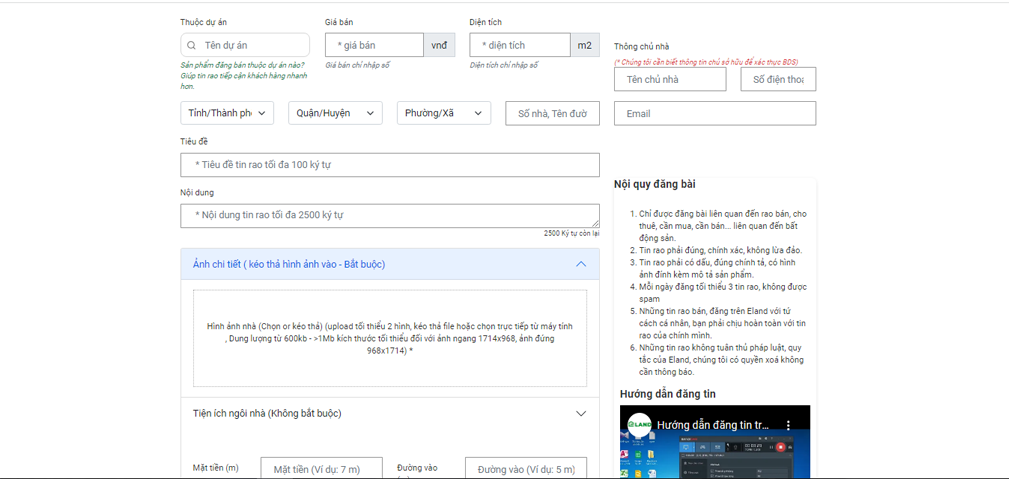 Thuộc dự án
Giá bán
Diện tích
Tên dự án
* giá bán
vnđ
* diện tích
m2
Sản phẩm đăng bán thuộc dự án nào?
Giúp tin rao tiếp cận khách hàng nhanh
hơn.
Giá bán chỉ nhập số
Diện tích chỉ nhập số
Thông chủ nhà
(* Chúng tôi cần biết thông tin chủ sở hữu để xác thực BDS)
Tên chủ nhà
Số điện thoạ
Tỉnh/Thành ph
Quận/Huyện
Phường/Xã
Số nhà, Tên đườ
Email
Tiêu đề
* Tiêu đề tin rao tối đa 100 ký tự
Nội dung
* Nội dung tin rao tối đa 2500 ký tự
2500 Ký tự còn lại
Ảnh chi tiết ( kéo thả hình ảnh vào - Bắt buộc)
Hình ảnh nhà (Chọn or kéo thả) (upload tối thiểu 2 hình, kéo thả file hoặc chọn trực tiếp từ máy tính
, Dung lượng từ 600kb - >1Mb kích thước tối thiểu đối với ảnh ngang 1714x968, ảnh đứng
968x1714) *
Tiện ích ngôi nhà (Không bắt buộc)
Mặt tiền (m)
Mặt tiền (Ví dụ: 7 m)
Đường vào
Đường vào (Ví dụ: 5 m)
Nội quy đăng bài
1. Chỉ được đăng bài liên quan đến rao bán, cho
thuê, cần mua, cần bán... liên quan đến bất
động sản.
2. Tin rao phải đúng, chính xác, không lừa đảo.
3. Tin rao phải có dấu, đúng chính tả, có hình
ảnh đính kèm mô tả sản phẩm.
4. Mỗi ngày đăng tối thiểu 3 tin rao, không được
spam
5. Những tin rao bán, đăng trên Eland với tư
cách cá nhân, bạn phải chịu hoàn toàn với tin
rao của chính mình.
6. Những tin rao không tuân thủ pháp luật, quy
tắc của Eland, chúng tôi có quyền xoá không
cần thông báo.
Hướng dẫn đăng tin
LAND
Hướng dẫn đăng tin tr...